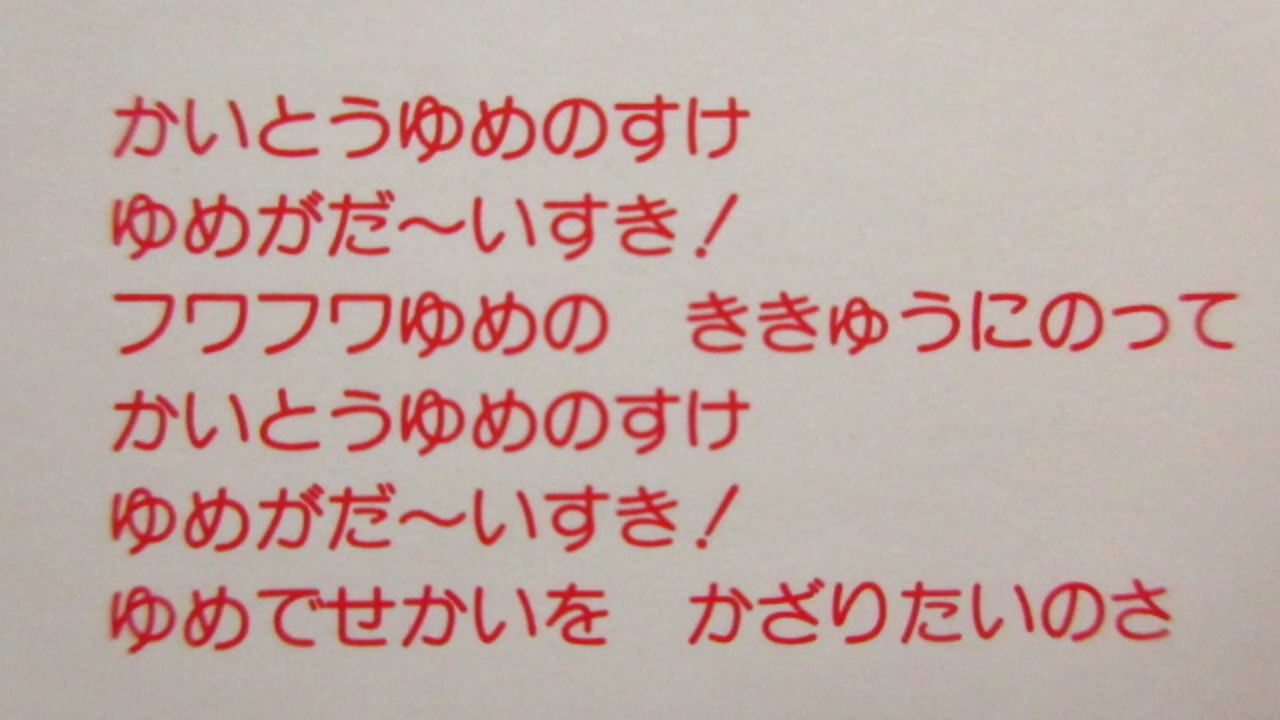 かいとうゆめのすけ
ゆめがだ～いすき！
フワフワゆめの　ききゅうにのって
かいとうゆめのすけ
ゆめがだ～いすき！
ゆめでせかいを　かざりたいのさ